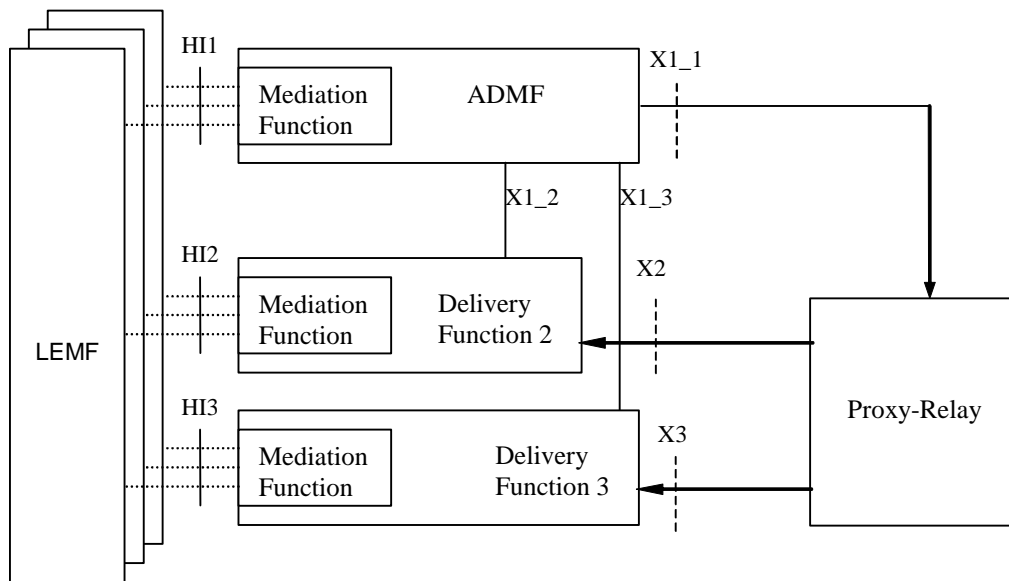 HI1
Mediation
Function
ADMF
X1_1
X1_2
X1_3
HI2
Mediation
Function
Delivery
Function 2
X2
LEMF
Proxy-Relay
HI3
Mediation
Function
Delivery
Function 3
X3